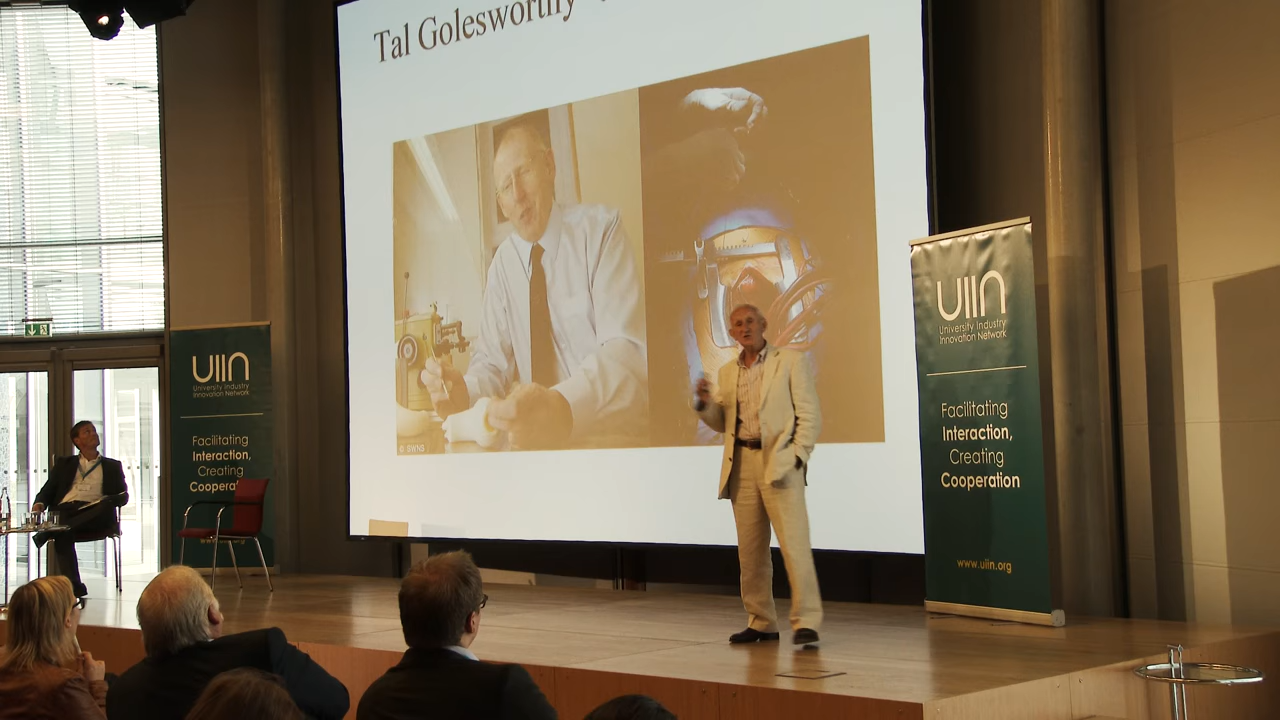 Tal Golesworthy
© SWNS
UIIN
University Industry
Innovation Network
Facilitating
Interaction,
Creating
Cooperation
www.uiin.org
UIIN
University Industry
Innovation Network
Facilitating
Interaction,
Creating